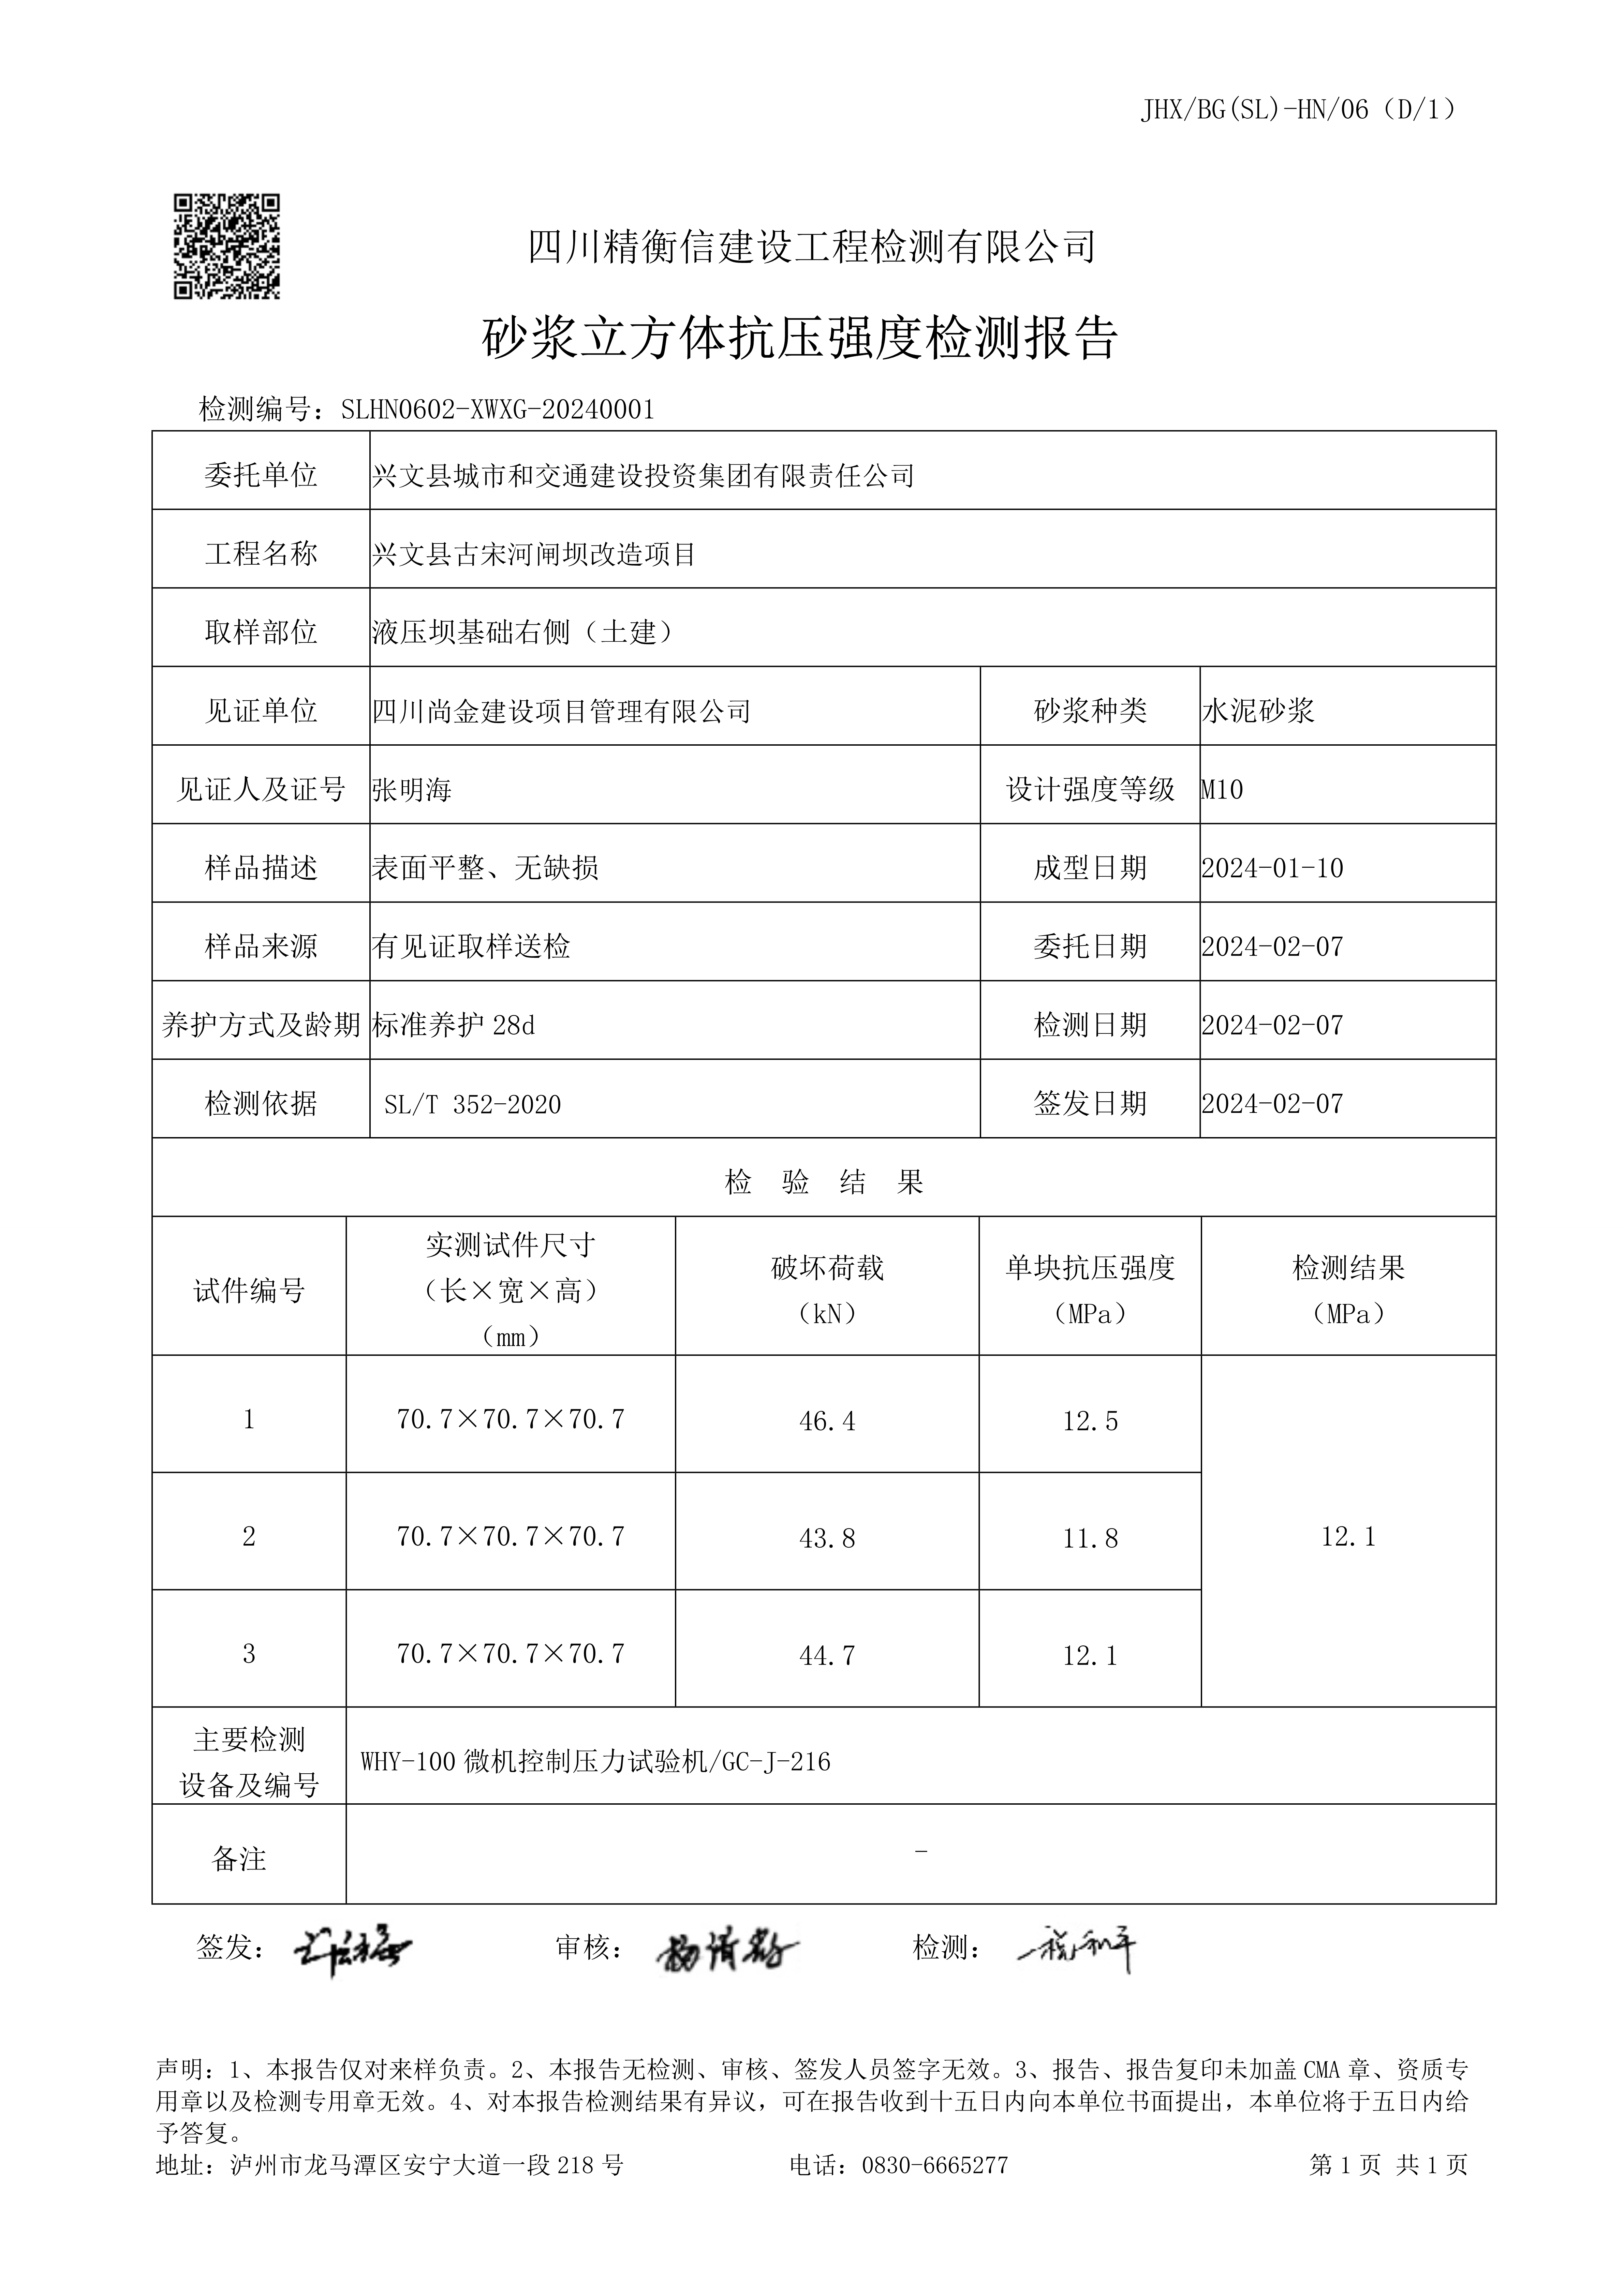 JHX/BG(SL)-HN/06（D/1）
四川精衡信建设工程检测有限公司
砂浆立方体抗压强度检测报告
检测编号：SLHN0602-XWXG-20240001
委托单位 兴文县城市和交通建设投资集团有限责任公司
工程名称 兴文县古宋河闸坝改造项目
取样部位 液压坝基础右侧（土建）
见证单位 四川尚金建设项目管理有限公司 砂浆种类 水泥砂浆
见证人及证号 张明海 设计强度等级 M10
样品描述 表面平整、无缺损 成型日期 2024-01-10
样品来源 有见证取样送检 委托日期 2024-02-07
养护方式及龄期 标准养护 28d 检测日期 2024-02-07
检测依据 SL/T 352-2020 签发日期 2024-02-07
检 验 结 果
试件编号 实测试件尺寸（长×宽×高）（mm） 破坏荷载（kN） 单块抗压强度（MPa） 检测结果（MPa）
1 70.7×70.7×70.7 46.4 12.5
2 70.7×70.7×70.7 43.8 11.8 12.1
3 70.7×70.7×70.7 44.7 12.1
主要检测设备及编号 WHY-100 微机控制压力试验机/GC-J-216
备注 -
签发： 审核： 检测：
声明：1、本报告仅对来样负责。2、本报告无检测、审核、签发人员签字无效。3、报告、报告复印未加盖 CMA 章、资质专
用章以及检测专用章无效。4、对本报告检测结果有异议，可在报告收到十五日内向本单位书面提出，本单位将于五日内给
予答复。
地址：泸州市龙马潭区安宁大道一段 218 号 电话：0830-6665277 第 1 页 共 1 页